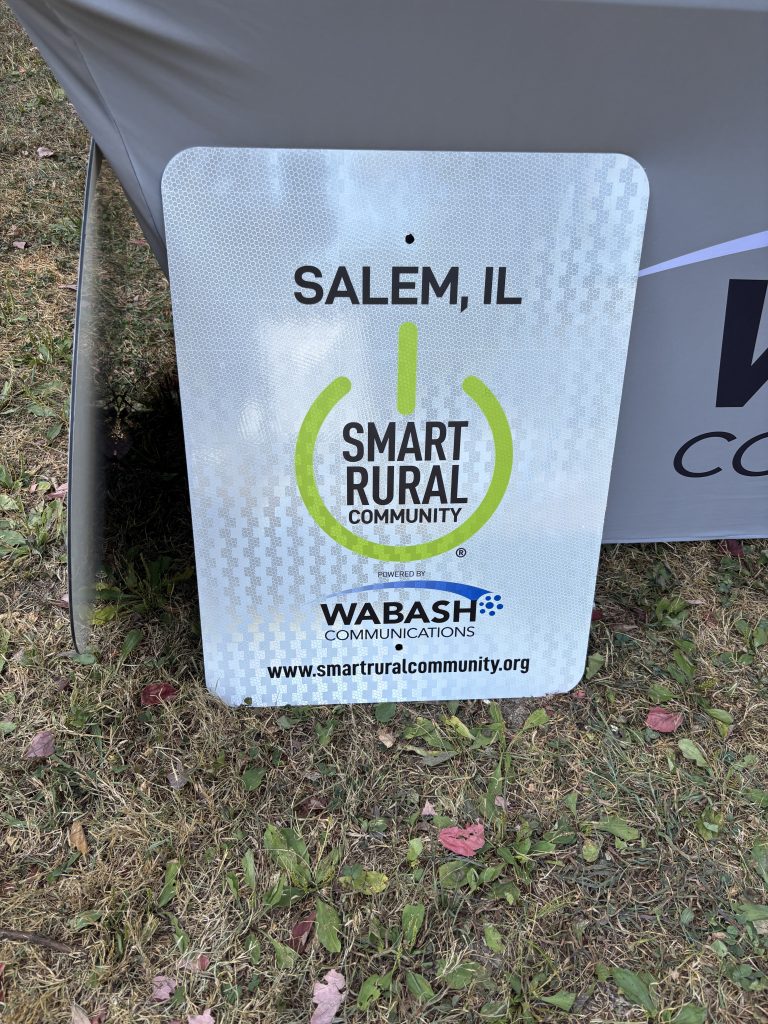 SALEM, IL
SMART
RURAL
COMMUNITY
®
POWERED BY
WABASH
COMMUNICATIONS
www.smartruralcommunity.org